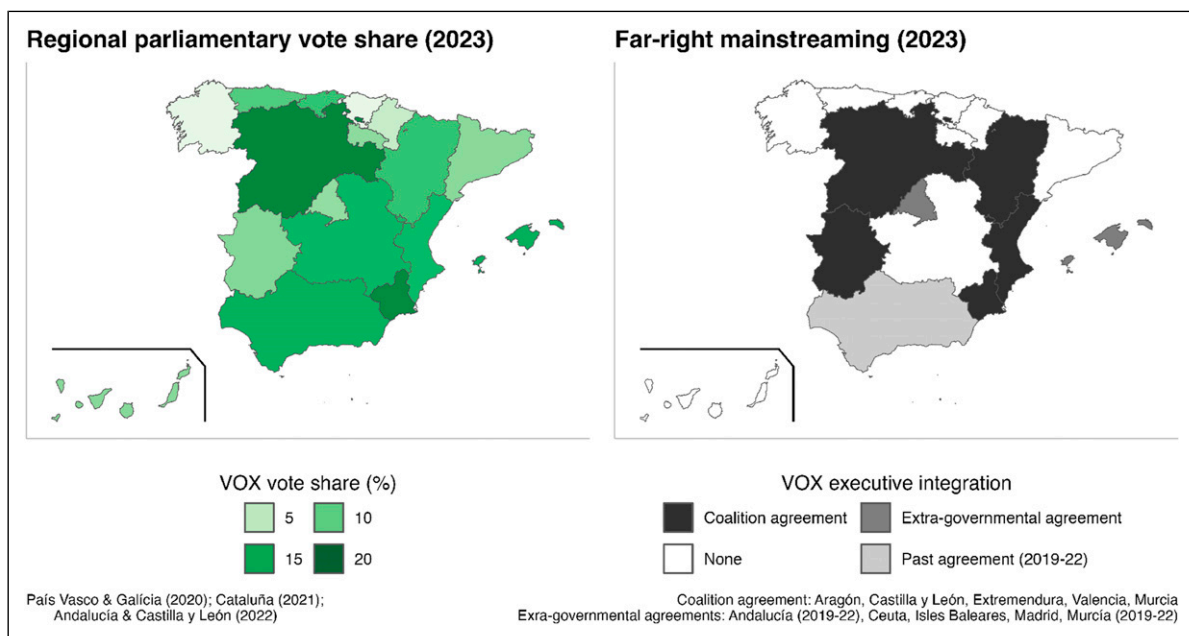 Regional parliamentary vote share (2023)
Far-right mainstreaming (2023)
VOX vote share (%)
5
10
15
20
VOX executive integration
Coalition agreement
Extra-governmental agreement
None
Past agreement (2019-22)
País Vasco & Galícia (2020); Cataluña (2021);
Andalucía & Castilla y León (2022)
Coalition agreement: Aragón, Castilla y León, Extremendura, Valencia, Murcia
Exra-governmental agreements: Andalucía (2019-22), Ceuta, Isles Baleares, Madrid, Murcía (2019-22)